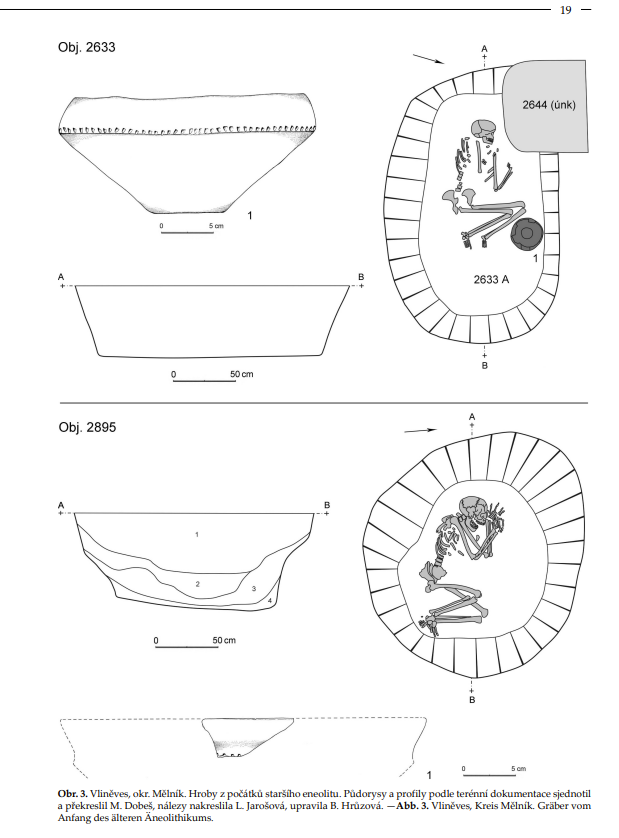 19
Obj. 2633
A
+
2644 (únk)
1
0 5 cm
1
2633 A
A
+
B
+
+
B
0 50 cm
Obj. 2895
A
+
A
+
B
+
1
2
3
4
0 50 cm
+
B
1
0 5 cm
Obr. 3. Vliněves, okr. Mělník. Hroby z počátků staršího eneolitu. Půdorysy a profily podle terénní dokumentace sjednotil
a překreslil M. Dobeš, nálezy nakreslila L. Jarošová, upravila B. Hrůzová. —Abb. 3. Vliněves, Kreis Mělník. Gräber vom
Anfang des älteren Äneolithikums.